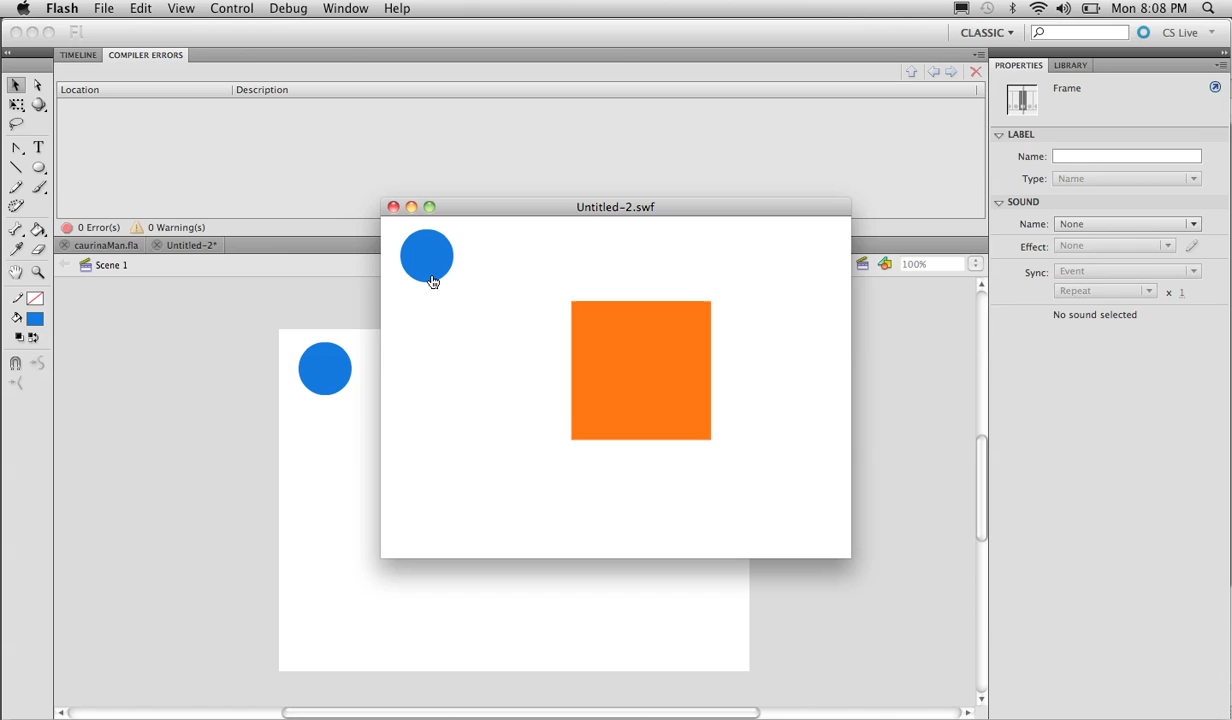 Flash File Edit View Control Debug Window Help Mon 8:08 PM
Fl CLASSIC CS Live
TIMELINE COMPILER ERRORS
PROPERTIES LIBRARY
Location Description
Frame
LABEL
Name:
Type: Name
SOUND
Name: None
Effect: None
Sync: Event
Repeat x 1
No sound selected
T
0 Error(s) 0 Warning(s)
caurinaMan.fla Untitled-2*
Scene 1 100%
Untitled-2.swf